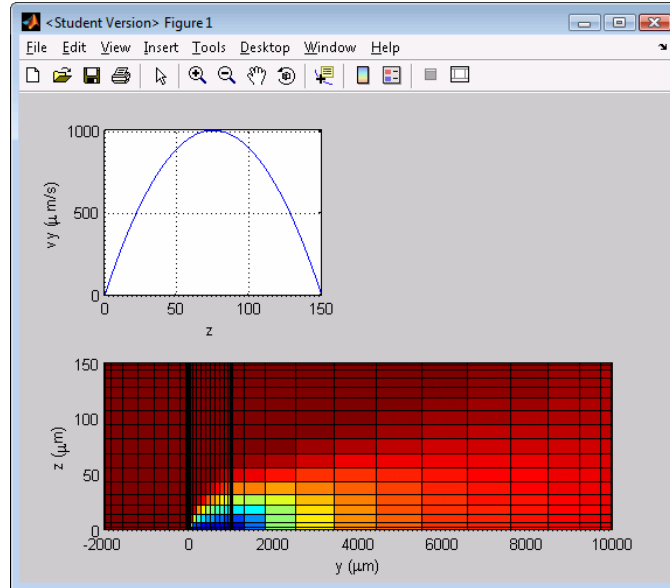 <Student Version> Figure 1
File Edit View Insert Tools Desktop Window Help
1000
500
0
vy (μ m/s)
0 50 100 150
z
150
100
50
0
z (μm)
-2000 0 2000 4000 6000 8000 10000
y (μm)